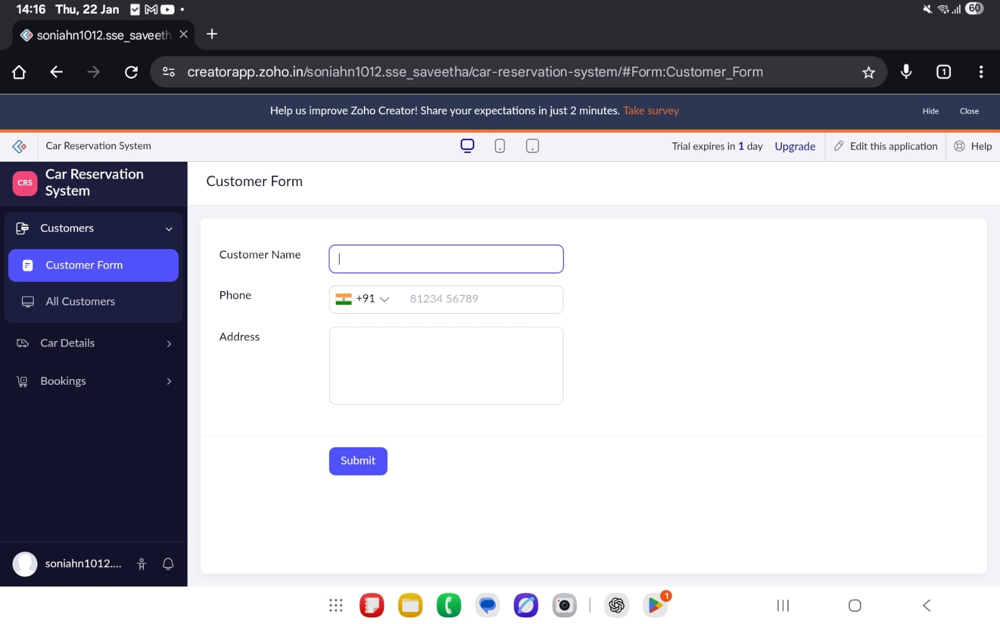 14:16 Thu, 22 Jan
60
soniahn1012.sse_saveeth
creatorapp.zoho.in/soniahn1012.sse_saveetha/car-reservation-system/#Form:Customer_Form
1
Help us improve Zoho Creator! Share your expectations in just 2 minutes. Take survey
Hide
Close
Car Reservation System
Trial expires in 1 day
Upgrade
Edit this application
Help
CRS
Car Reservation
System
Customer Form
Customers
Customer Form
All Customers
Car Details
Bookings
Customer Name
Phone
+91
81234 56789
Address
Submit
soniahn1012....
1